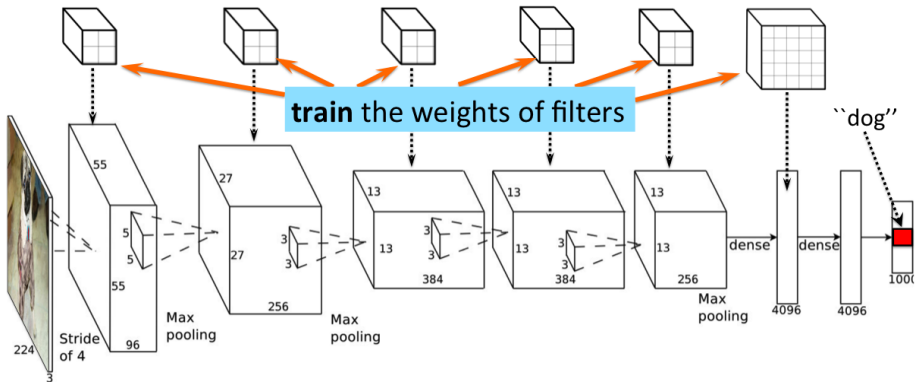 train the weights of filters
``dog''
55
27
13
13
13
5
5
3
3
3
3
3
3
55
27
13
13
13
dense
dense
384
384
256
1000
256
Max
pooling
4096
4096
Max
pooling
Max
pooling
224
Stride
of 4
96
3